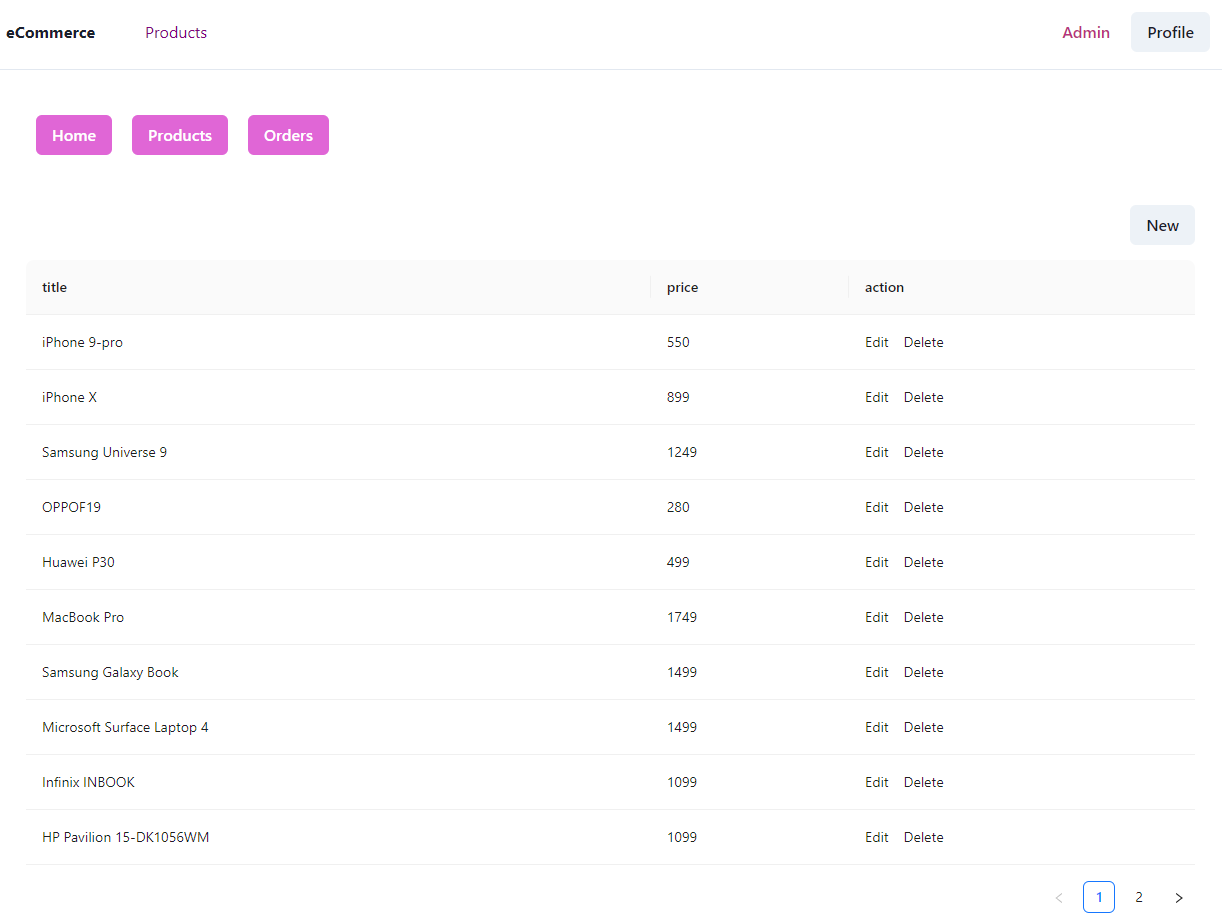 eCommerce Products Admin Profile
Home Products Orders
New
title price action
iPhone 9-pro 550 Edit Delete
iPhone X 899 Edit Delete
Samsung Universe 9 1249 Edit Delete
OPPOF19 280 Edit Delete
Huawei P30 499 Edit Delete
MacBook Pro 1749 Edit Delete
Samsung Galaxy Book 1499 Edit Delete
Microsoft Surface Laptop 4 1499 Edit Delete
Infinix INBOOK 1099 Edit Delete
HP Pavilion 15-DK1056WM 1099 Edit Delete
< 1 2 >